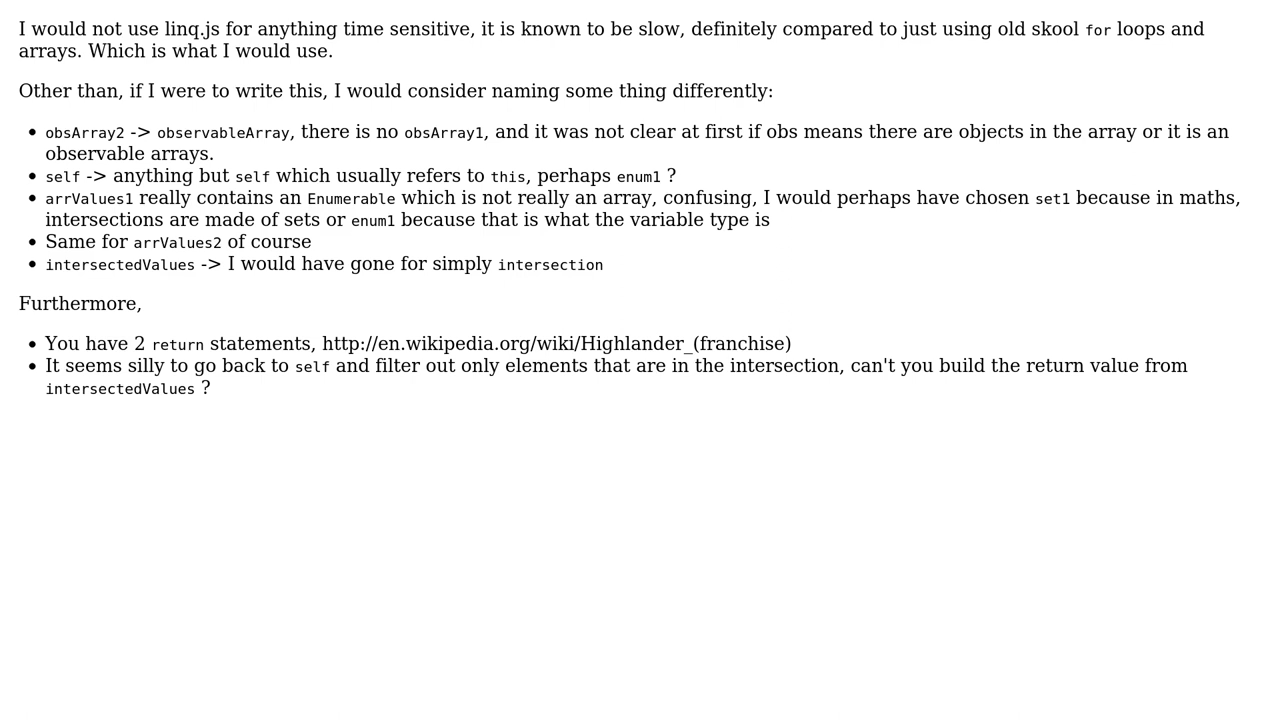 I would not use linq.js for anything time sensitive, it is known to be slow, definitely compared to just using old skool for loops and
arrays. Which is what I would use.
Other than, if I were to write this, I would consider naming some thing differently:
• obsArray2 -> observableArray, there is no obsArray1, and it was not clear at first if obs means there are objects in the array or it is an
observable arrays.
• self -> anything but self which usually refers to this, perhaps enum1 ?
• arrValues1 really contains an Enumerable which is not really an array, confusing, I would perhaps have chosen set1 because in maths,
intersections are made of sets or enum1 because that is what the variable type is
• Same for arrValues2 of course
• intersectedValues -> I would have gone for simply intersection
Furthermore,
• You have 2 return statements, http://en.wikipedia.org/wiki/Highlander_(franchise)
• It seems silly to go back to self and filter out only elements that are in the intersection, can't you build the return value from
intersectedValues ?